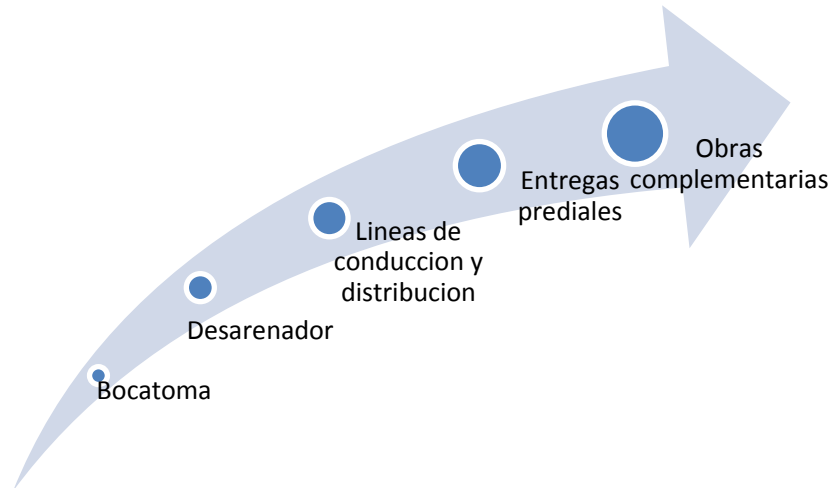 Bocatoma
Desarenador
Lineas de
conduccion y
distribucion
Entregas
prediales
Obras
complementarias